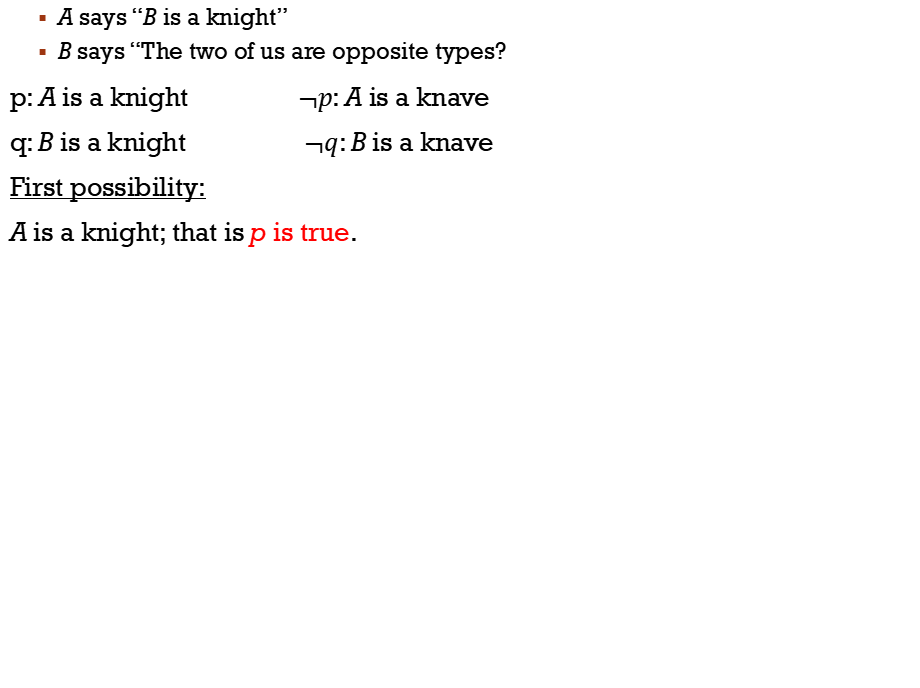 ▪ A says “B is a knight”
▪ B says “The two of us are opposite types?
p: A is a knight ¬p: A is a knave
q: B is a knight ¬q: B is a knave
First possibility:
A is a knight; that is p is true.